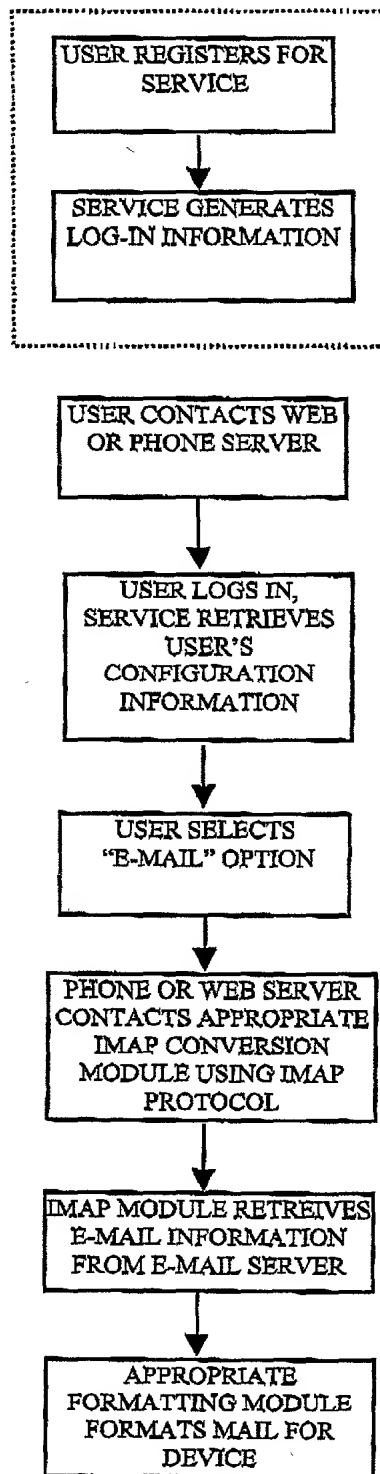 USER REGISTERS FOR
SERVICE
SERVICE GENERATES
LOG-IN INFORMATION
USER CONTACTS WEB
OR PHONE SERVER
USER LOGS IN,
SERVICE RETRIEVES
USER'S
CONFIGURATION
INFORMATION
USER SELECTS
“E-MAIL” OPTION
PHONE OR WEB SERVER
CONTACTS APPROPRIATE
IMAP CONVERSION
MODULE USING IMAP
PROTOCOL
IMAP MODULE RETREIVES
E-MAIL INFORMATION
FROM E-MAIL SERVER
APPROPRIATE
FORMATTING MODULE
FORMATS MAIL FOR
DEVICE